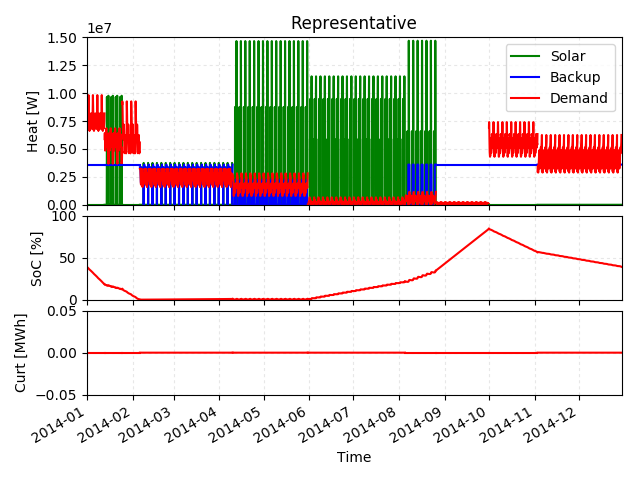 Representative
1e7
1.50
1.25
1.00
0.75
0.50
0.25
0.00
Heat [W]
Solar
Backup
Demand
100
50
0
SoC [%]
0.05
0.00
−0.05
Curt [MWh]
2014-01
2014-02
2014-03
2014-04
2014-05
2014-06
2014-07
2014-08
2014-09
2014-10
2014-11
2014-12
Time